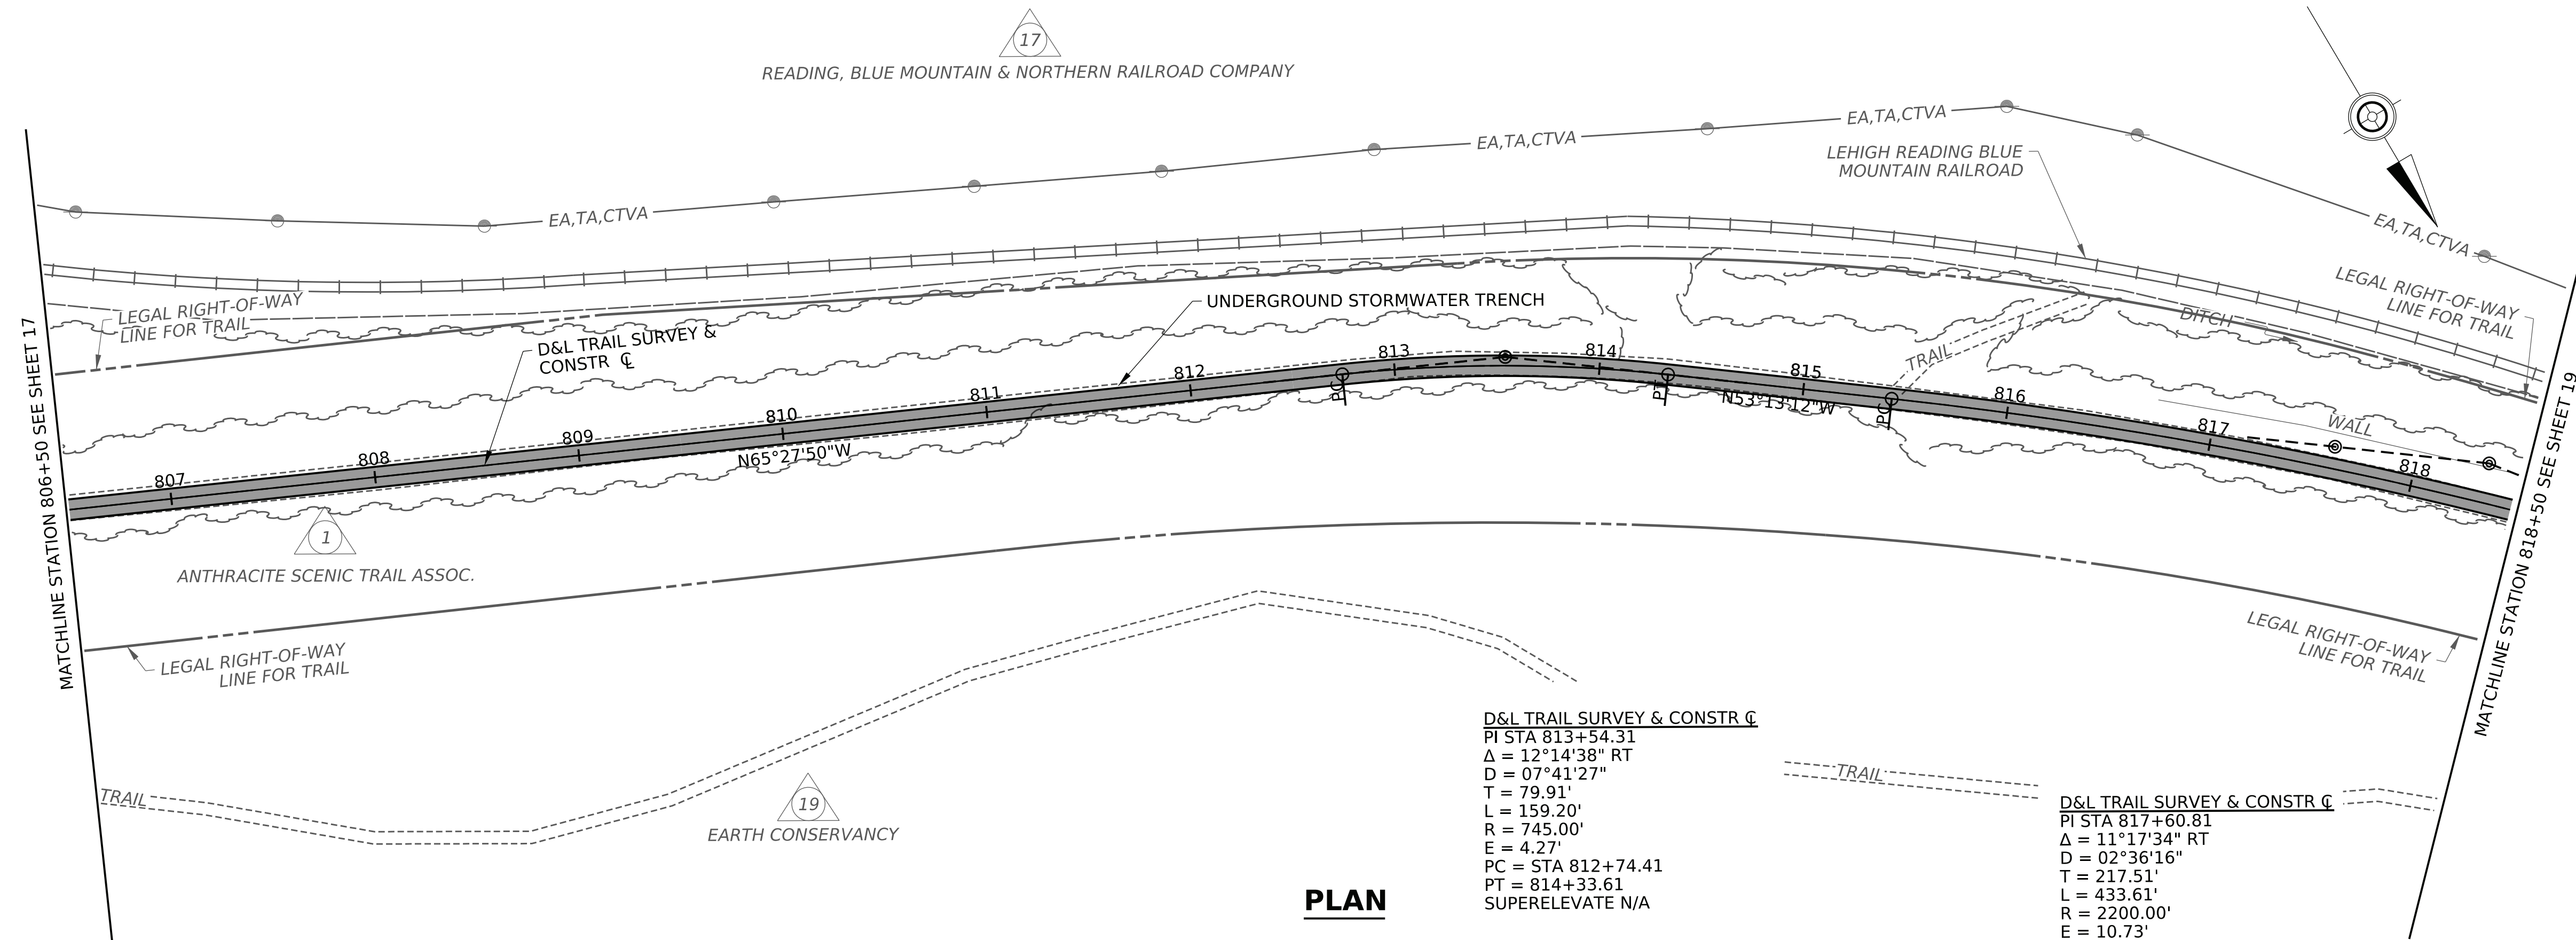 17
READING, BLUE MOUNTAIN & NORTHERN RAILROAD COMPANY
EA,TA,CTVA
EA,TA,CTVA
EA,TA,CTVA
EA,TA,CTVA
LEHIGH READING BLUE
MOUNTAIN RAILROAD
LEGAL RIGHT-OF-WAY
LINE FOR TRAIL
LEGAL RIGHT-OF-WAY
LINE FOR TRAIL
UNDERGROUND STORMWATER TRENCH
D&L TRAIL SURVEY &
CONSTR ℄
DITCH
TRAIL
WALL
MATCHLINE STATION 806+50 SEE SHEET 17
MATCHLINE STATION 818+50 SEE SHEET 19
807
808
809
810
811
812
813
814
815
816
817
818
PC
PT
PC
N65°27'50"W
N53°13'12"W
1
ANTHRACITE SCENIC TRAIL ASSOC.
LEGAL RIGHT-OF-WAY
LINE FOR TRAIL
LEGAL RIGHT-OF-WAY
LINE FOR TRAIL
TRAIL
19
EARTH CONSERVANCY
TRAIL
D&L TRAIL SURVEY & CONSTR ℄
PI STA 813+54.31
Δ = 12°14'38" RT
D = 07°41'27"
T = 79.91'
L = 159.20'
R = 745.00'
E = 4.27'
PC = STA 812+74.41
PT = 814+33.61
SUPERELEVATE N/A
D&L TRAIL SURVEY & CONSTR ℄
PI STA 817+60.81
Δ = 11°17'34" RT
D = 02°36'16"
T = 217.51'
L = 433.61'
R = 2200.00'
E = 10.73'
PLAN